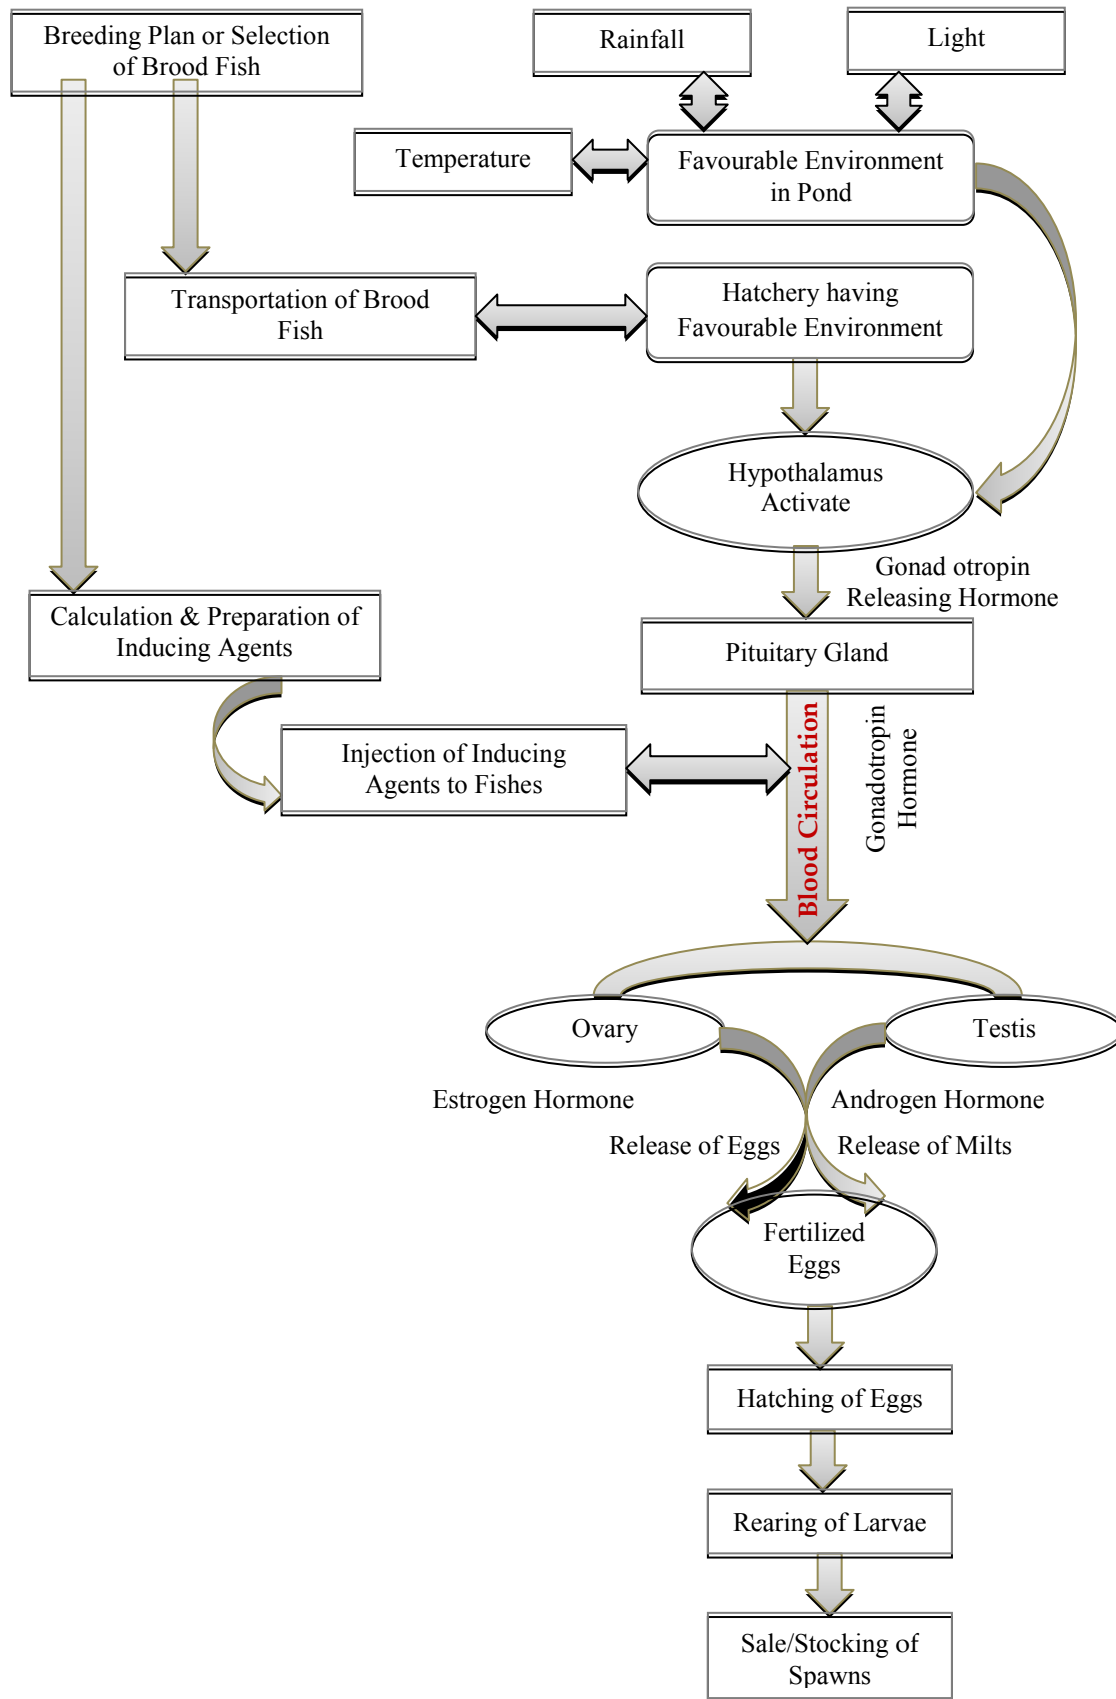 Breeding Plan or Selection
of Brood Fish
Rainfall
Light
Temperature
Favourable Environment
in Pond
Transportation of Brood
Fish
Hatchery having
Favourable Environment
Hypothalamus
Activate
Gonad otropin
Releasing Hormone
Calculation & Preparation of
Inducing Agents
Pituitary Gland
Injection of Inducing
Agents to Fishes
Blood Circulation
Gonadotropin
Hormone
Ovary
Testis
Estrogen Hormone
Androgen Hormone
Release of Eggs
Release of Milts
Fertilized
Eggs
Hatching of Eggs
Rearing of Larvae
Sale/Stocking of
Spawns